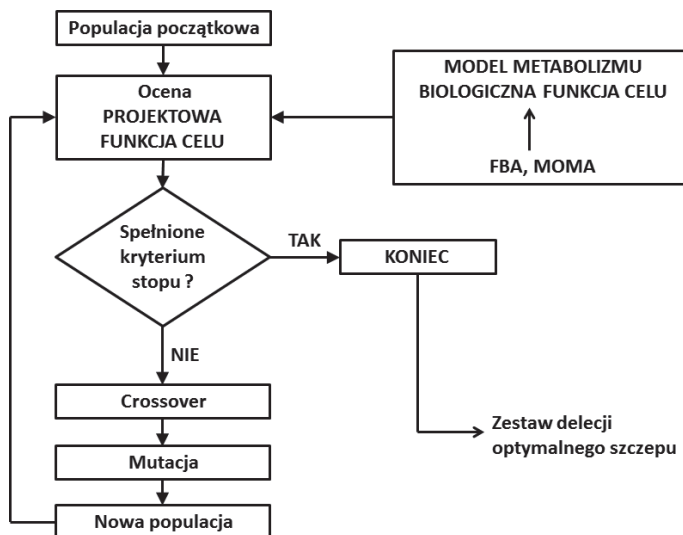 Populacja początkowa
Ocena
PROJEKTOWA
FUNKCJA CELU
MODEL METABOLIZMU
BIOLOGICZNA FUNKCJA CELU
FBA, MOMA
Spełnione
kryterium
stopu ?
TAK
KONIEC
NIE
Crossover
Zestaw delecji
optymalnego szczepu
Mutacja
Nowa populacja